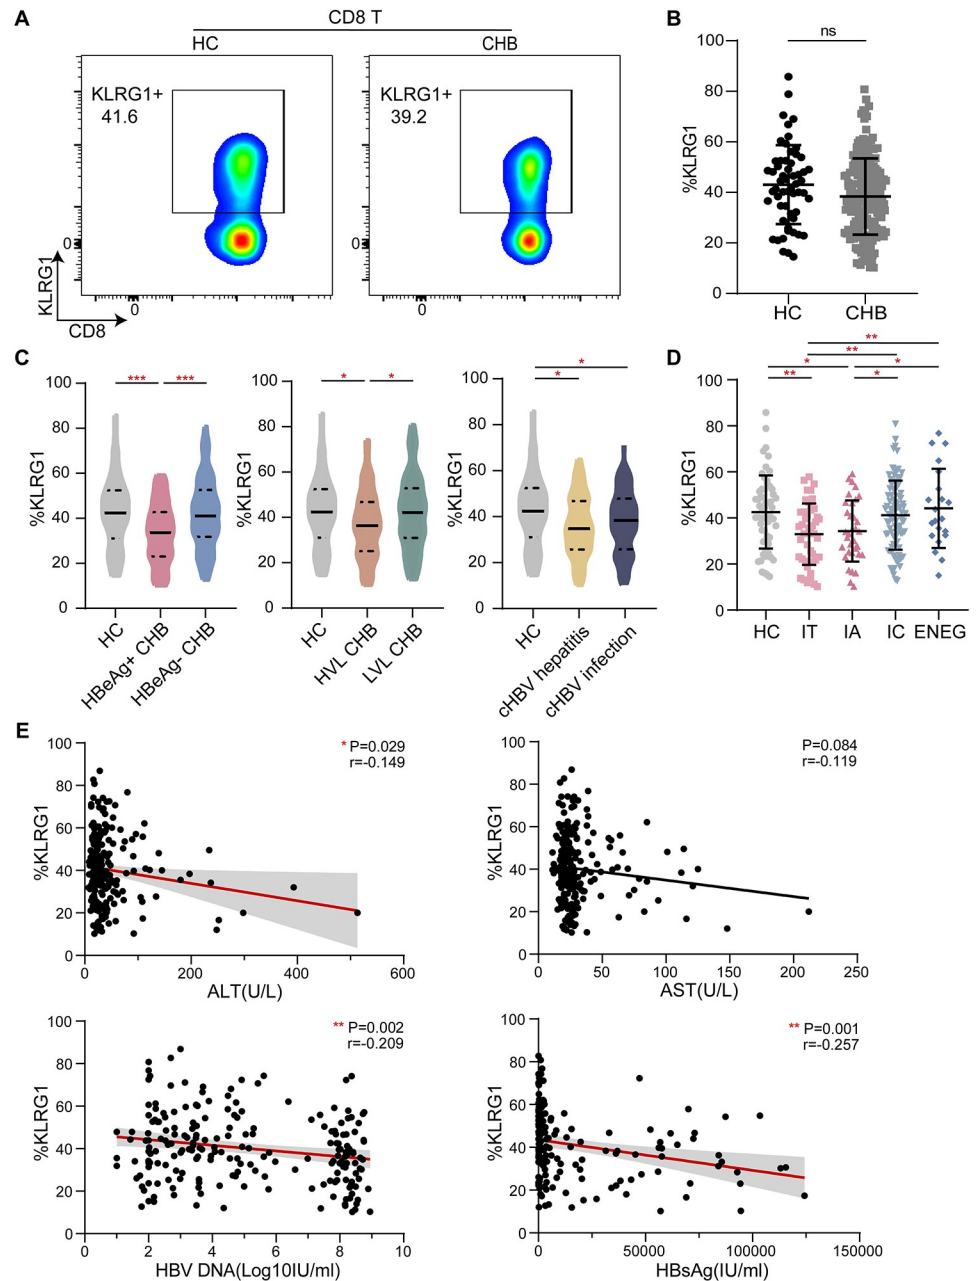 A
CD8 T
HC
CHB
KLRG1+
41.6
KLRG1+
39.2
0
0
0
0
KLRG1
CD8
B
ns
100
80
60
40
20
0
%KLRG1
HC
CHB
C
***
***
100
80
60
40
20
0
%KLRG1
HC
HBeAg+ CHB
HBeAg- CHB
*
*
100
80
60
40
20
0
%KLRG1
HC
HVL CHB
LVL CHB
*
*
100
80
60
40
20
0
%KLRG1
HC
cHBV hepatitis
cHBV infection
D
**
**
*
*
**
*
100
80
60
40
20
0
%KLRG1
HC
IT
IA
IC
ENEG
E
* P=0.029
r=-0.149
100
80
60
40
20
0
%KLRG1
0
200
400
600
ALT(U/L)
P=0.084
r=-0.119
100
80
60
40
20
0
%KLRG1
0
50
100
150
200
250
AST(U/L)
** P=0.002
r=-0.209
100
80
60
40
20
0
%KLRG1
0
2
4
6
8
10
HBV DNA(Log10IU/ml)
** P=0.001
r=-0.257
100
80
60
40
20
0
%KLRG1
0
50000
100000
150000
HBsAg(IU/ml)